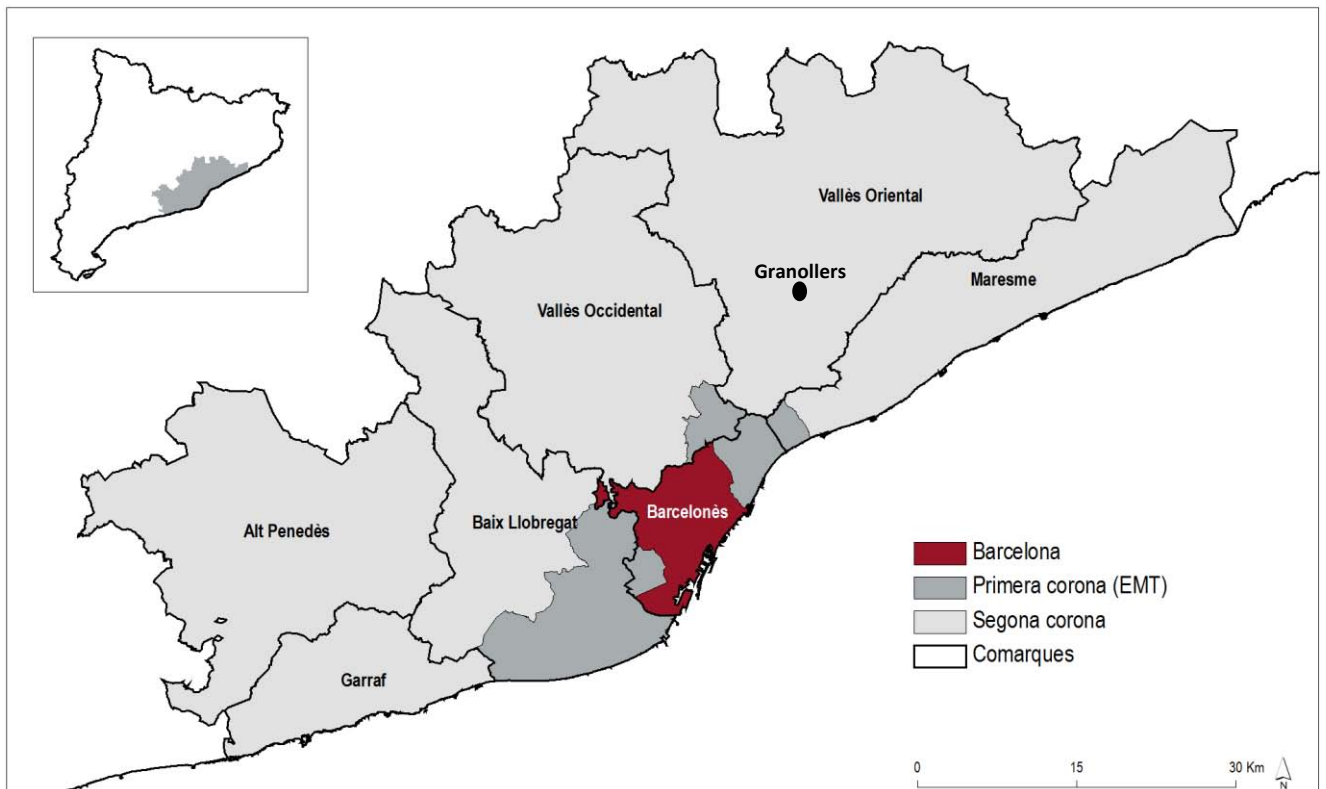 Vallès Oriental
Granollers
Maresme
Vallès Occidental
Barcelonès
Baix Llobregat
Alt Penedès
Garraf
Barcelona
Primera corona (EMT)
Segona corona
Comarques
0 15 30 Km
N